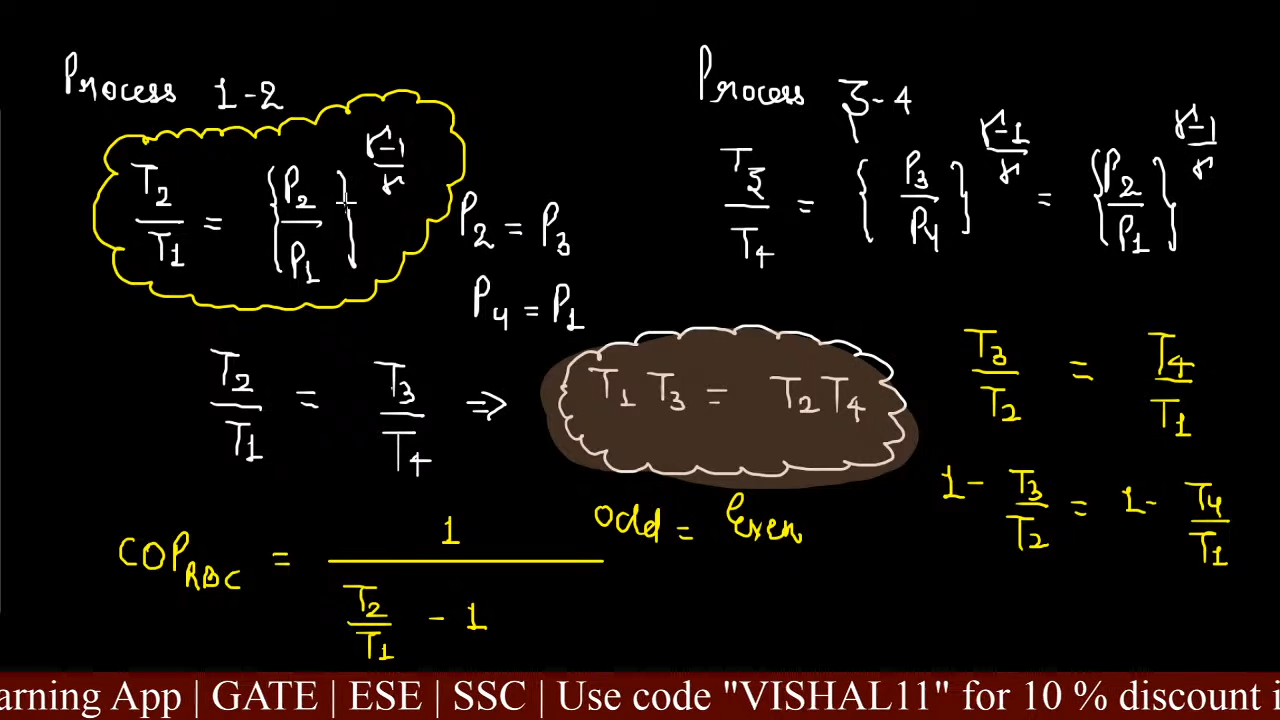 Process 1-2
T2/T1 = {P2/P1}^(γ-1)/γ
P2 = P3
P4 = P1
Process 3-4
T3/T4 = {P3/P4}^(γ-1)/γ = {P2/P1}^(γ-1)/γ
T2/T1 = T3/T4 ⇒ T1 T3 = T2 T4
odd = Even
T3/T2 = T4/T1
1 - T3/T2 = 1 - T4/T1
COP RBC = 1/(T2/T1 - 1)
arning App | GATE | ESE | SSC | Use code "VISHAL11" for 10 % discount i